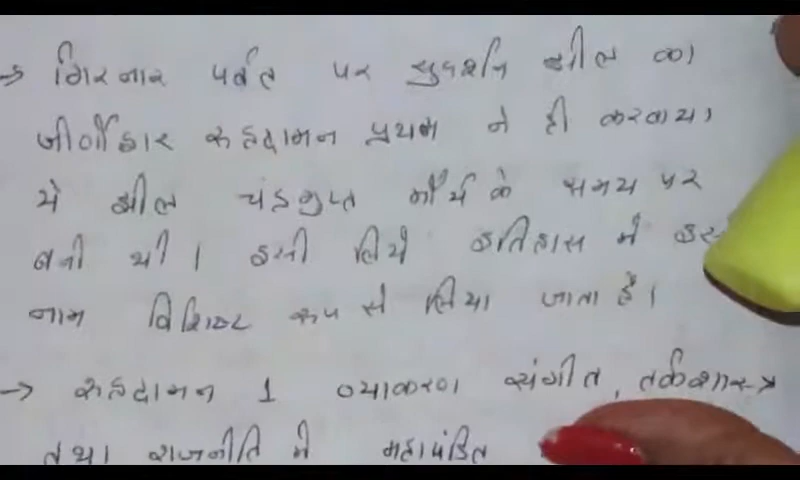 → गिरनार पर्वत पर सुदर्शन झील का
जीर्णोद्वार रुद्रदामन प्रथम ने ही करवाया
ये झील चंद्रगुप्त मौर्य के समय पर
बनी थी। इसी लिये इतिहास में
नाम विशिष्ट रूप से लिया जाता है।
→ रुद्रदामन 1 व्याकरण संगीत, तर्कशास्त्र
तथा राजनीति में महापंडित